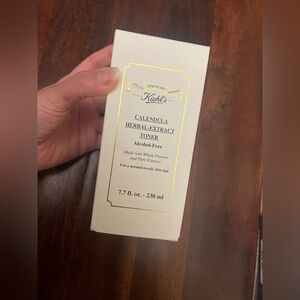 Kiehl's
CALENDULA
HERBAL-EXTRACT
TONER
Alcohol-Free
Made with Whole Flowers
and Pure Extracts
For a normal-to-oily skin type
7.7 fl. oz. - 230 ml